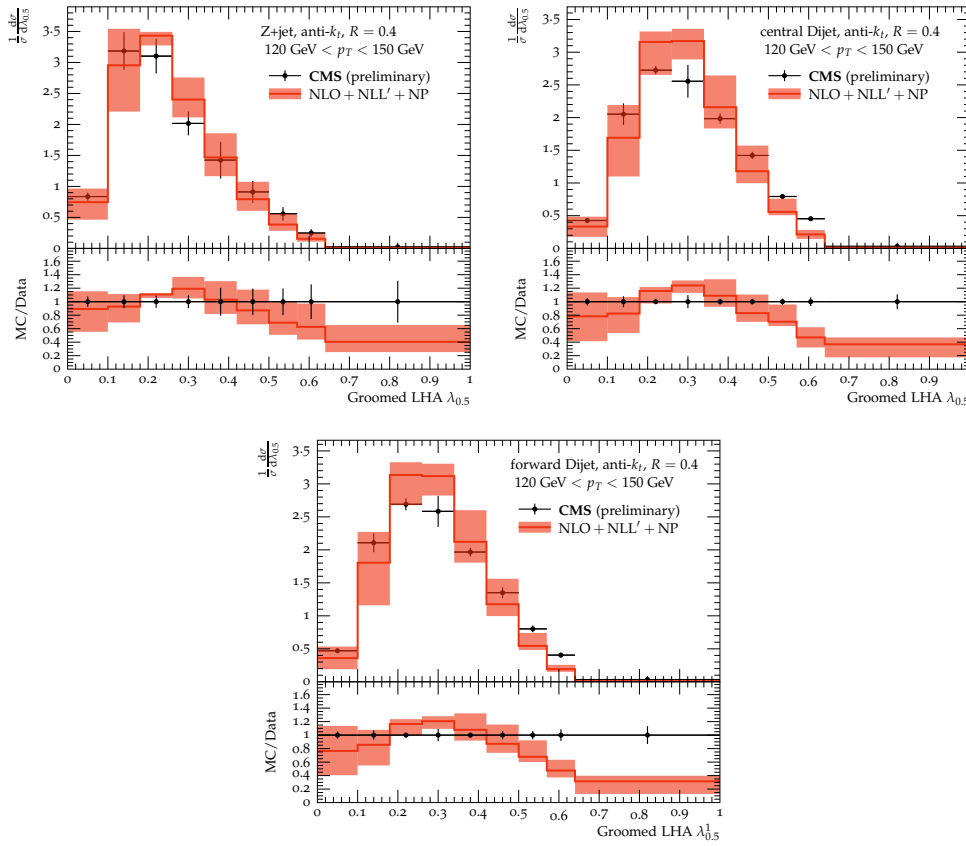 Z+jet, anti-kt, R = 0.4
120 GeV < pT < 150 GeV
CMS (preliminary)
NLO + NLL′ + NP
1/σ dσ/dλ0.5
3.5
3
2.5
2
1.5
1
0.5
0
MC/Data
1.6
1.4
1.2
1
0.8
0.6
0.4
0.2
0
0 0.1 0.2 0.3 0.4 0.5 0.6 0.7 0.8 0.9 1
Groomed LHA λ0.5
central Dijet, anti-kt, R = 0.4
120 GeV < pT < 150 GeV
CMS (preliminary)
NLO + NLL′ + NP
1/σ dσ/dλ0.5
3.5
3
2.5
2
1.5
1
0.5
0
MC/Data
1.6
1.4
1.2
1
0.8
0.6
0.4
0.2
0
0 0.1 0.2 0.3 0.4 0.5 0.6 0.7 0.8 0.9
Groomed LHA λ0.5
forward Dijet, anti-kt, R = 0.4
120 GeV < pT < 150 GeV
CMS (preliminary)
NLO + NLL′ + NP
1/σ dσ/dλ0.5
3.5
3
2.5
2
1.5
1
0.5
0
MC/Data
1.6
1.4
1.2
1
0.8
0.6
0.4
0.2
0
0 0.1 0.2 0.3 0.4 0.5 0.6 0.7 0.8 0.9 1
Groomed LHA λ¹0.5